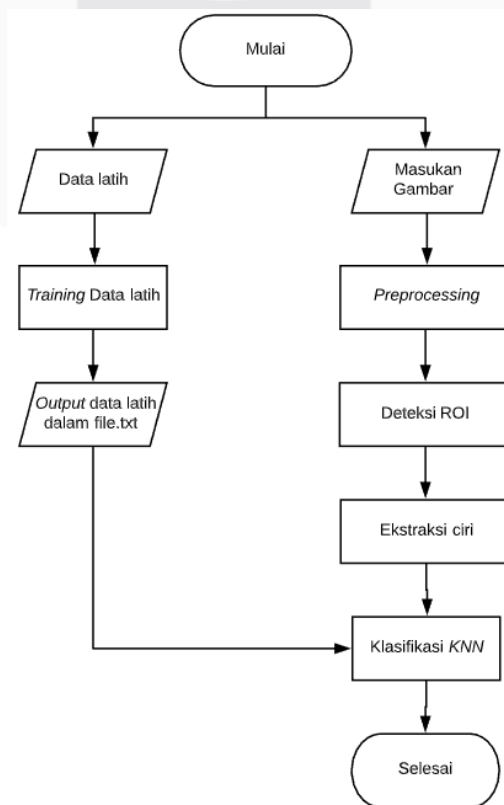 Mulai
Data latih
Masukan
Gambar
Training Data latih
Preprocessing
Output data latih
dalam file.txt
Deteksi ROI
Ekstraksi ciri
Klasifikasi KNN
Selesai